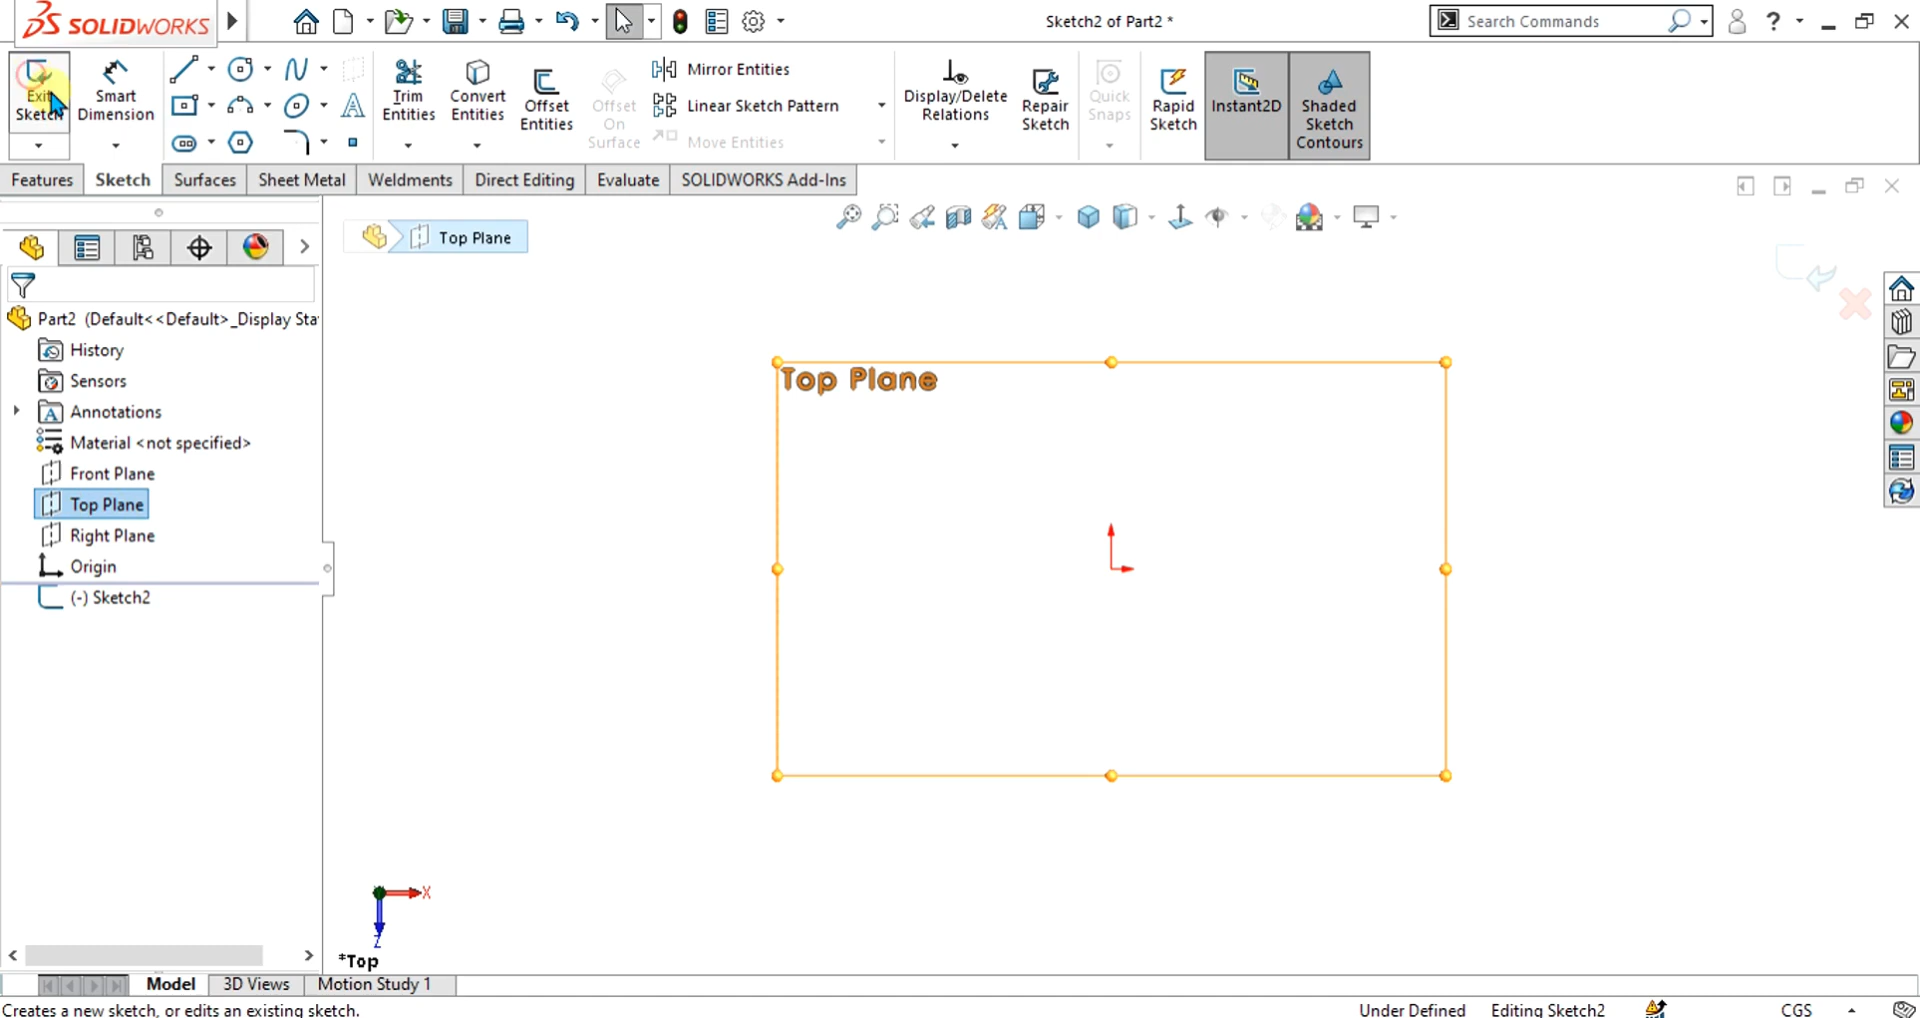 SOLIDWORKS
Sketch2 of Part2 *
Search Commands
?
Exit Sketch
Smart Dimension
Trim Entities
Convert Entities
Offset Entities
Offset On Surface
Mirror Entities
Linear Sketch Pattern
Move Entities
Display/Delete Relations
Repair Sketch
Quick Snaps
Rapid Sketch
Instant2D
Shaded Sketch Contours
Features
Sketch
Surfaces
Sheet Metal
Weldments
Direct Editing
Evaluate
SOLIDWORKS Add-Ins
Top Plane
Part2 (Default<<Default>_Display Sta
History
Sensors
Annotations
Material <not specified>
Front Plane
Top Plane
Right Plane
Origin
(-) Sketch2
Top Plane
X
Z
*Top
Model
3D Views
Motion Study 1
Creates a new sketch, or edits an existing sketch.
Under Defined
Editing Sketch2
CGS